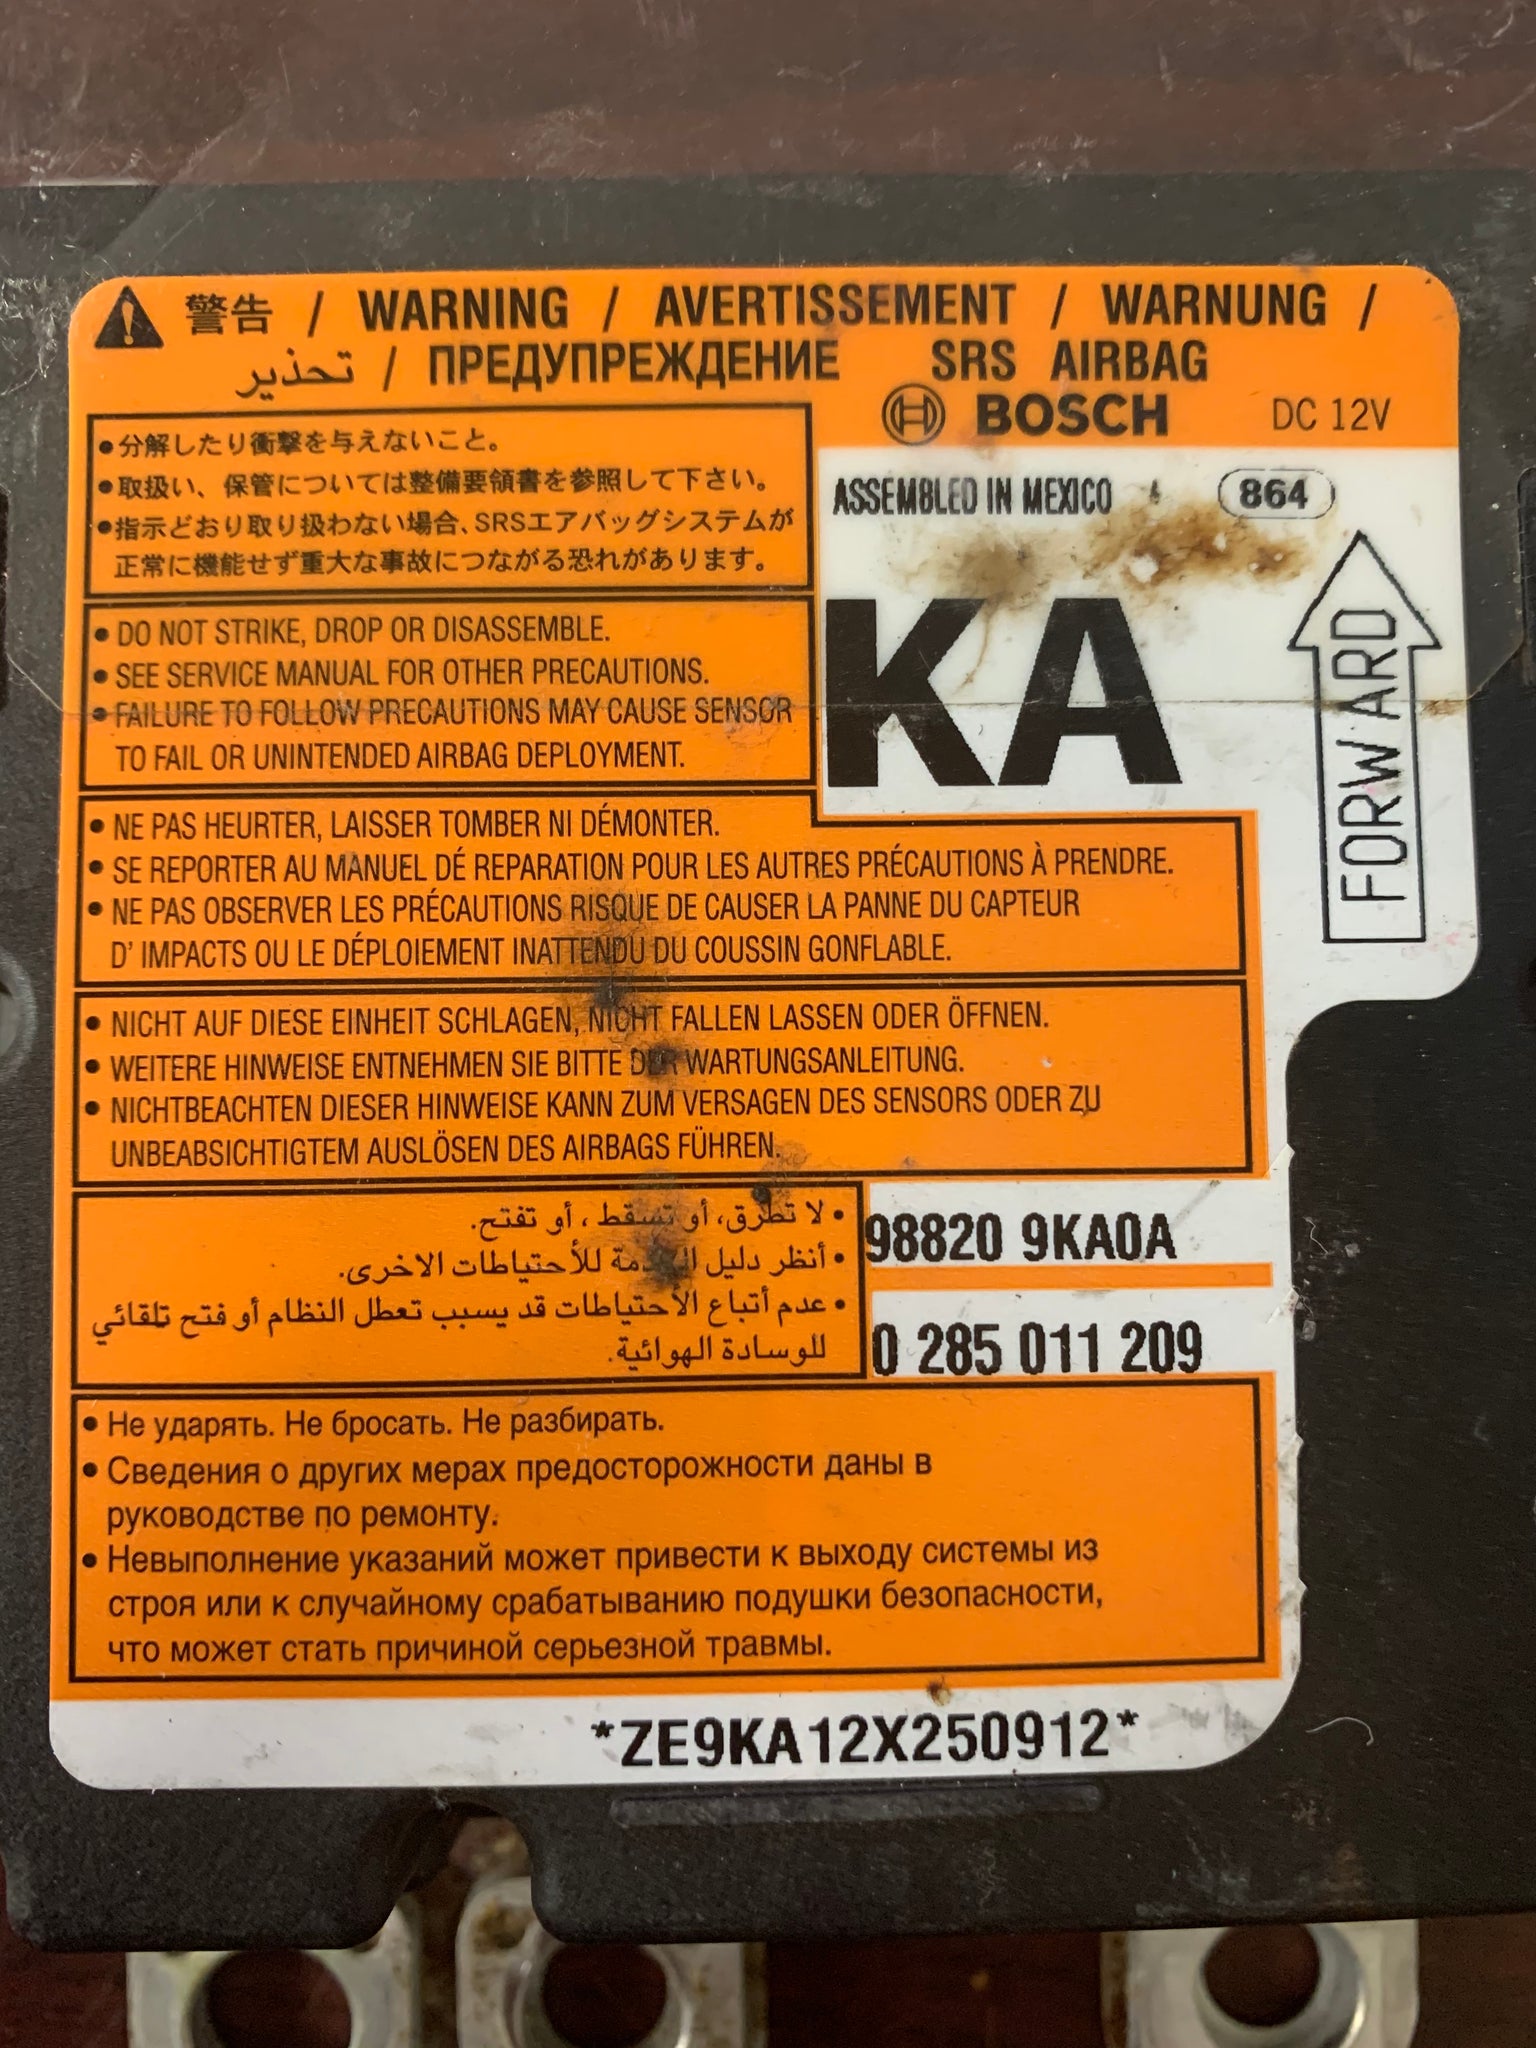 警告 / WARNING / AVERTISSEMENT / WARNUNG /
تحذير / ПРЕДУПРЕЖДЕНИЕ SRS AIRBAG
BOSCH DC 12V
ASSEMBLED IN MEXICO 864
KA
FORWARD
●分解したり衝撃を与えないこと。
●取扱い、保管については整備要領書を参照して下さい。
●指示どおり取り扱わない場合、SRSエアバッグシステムが
正常に機能せず重大な事故につながる恐れがあります。
● DO NOT STRIKE, DROP OR DISASSEMBLE.
● SEE SERVICE MANUAL FOR OTHER PRECAUTIONS.
● FAILURE TO FOLLOW PRECAUTIONS MAY CAUSE SENSOR
TO FAIL OR UNINTENDED AIRBAG DEPLOYMENT.
● NE PAS HEURTER, LAISSER TOMBER NI DÉMONTER.
● SE REPORTER AU MANUEL DÉ REPARATION POUR LES AUTRES PRÉCAUTIONS À PRENDRE.
● NE PAS OBSERVER LES PRÉCAUTIONS RISQUE DE CAUSER LA PANNE DU CAPTEUR
D' IMPACTS OU LE DÉPLOIEMENT INATTENDU DU COUSSIN GONFLABLE.
● NICHT AUF DIESE EINHEIT SCHLAGEN, NICHT FALLEN LASSEN ODER ÖFFNEN.
● WEITERE HINWEISE ENTNEHMEN SIE BITTE DER WARTUNGSANLEITUNG.
● NICHTBEACHTEN DIESER HINWEISE KANN ZUM VERSAGEN DES SENSORS ODER ZU
UNBEABSICHTIGTEM AUSLÖSEN DES AIRBAGS FÜHREN.
● لا تطرق، أو تسقط ، أو تفتح.
● أنظر دليل الخدمة للأحتياطات الاخرى.
● عدم أتباع الأحتياطات قد يسبب تعطل النظام أو فتح تلقائي
للوسادة الهوائية.
98820 9KA0A
0 285 011 209
● Не ударять. Не бросать. Не разбирать.
● Сведения о других мерах предосторожности даны в
руководстве по ремонту.
● Невыполнение указаний может привести к выходу системы из
строя или к случайному срабатыванию подушки безопасности,
что может стать причиной серьезной травмы.
*ZE9KA12X250912*